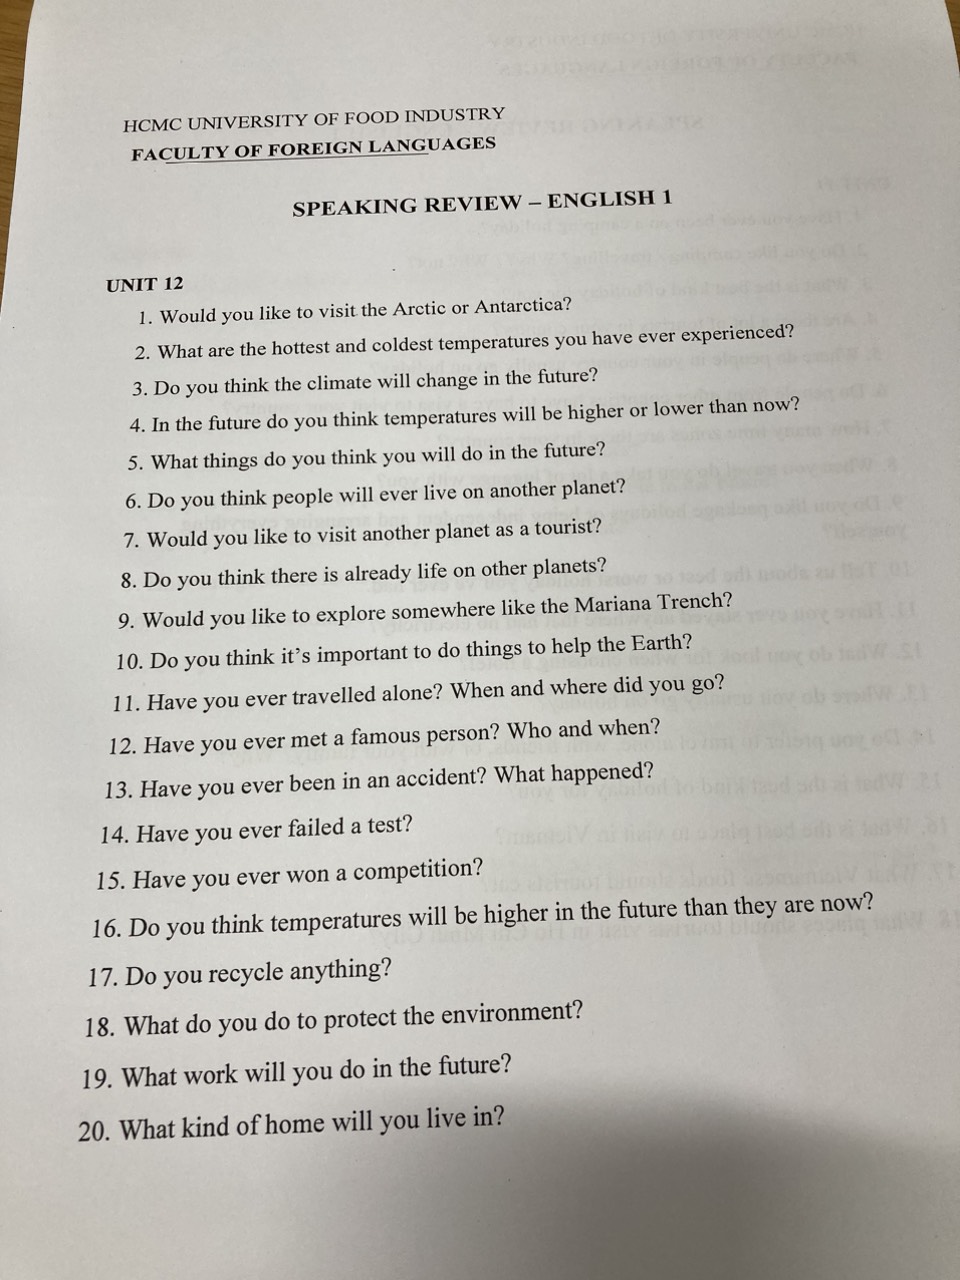 HCMC UNIVERSITY OF FOOD INDUSTRY
FACULTY OF FOREIGN LANGUAGES
SPEAKING REVIEW – ENGLISH 1
UNIT 12
1. Would you like to visit the Arctic or Antarctica?
2. What are the hottest and coldest temperatures you have ever experienced?
3. Do you think the climate will change in the future?
4. In the future do you think temperatures will be higher or lower than now?
5. What things do you think you will do in the future?
6. Do you think people will ever live on another planet?
7. Would you like to visit another planet as a tourist?
8. Do you think there is already life on other planets?
9. Would you like to explore somewhere like the Mariana Trench?
10. Do you think it’s important to do things to help the Earth?
11. Have you ever travelled alone? When and where did you go?
12. Have you ever met a famous person? Who and when?
13. Have you ever been in an accident? What happened?
14. Have you ever failed a test?
15. Have you ever won a competition?
16. Do you think temperatures will be higher in the future than they are now?
17. Do you recycle anything?
18. What do you do to protect the environment?
19. What work will you do in the future?
20. What kind of home will you live in?